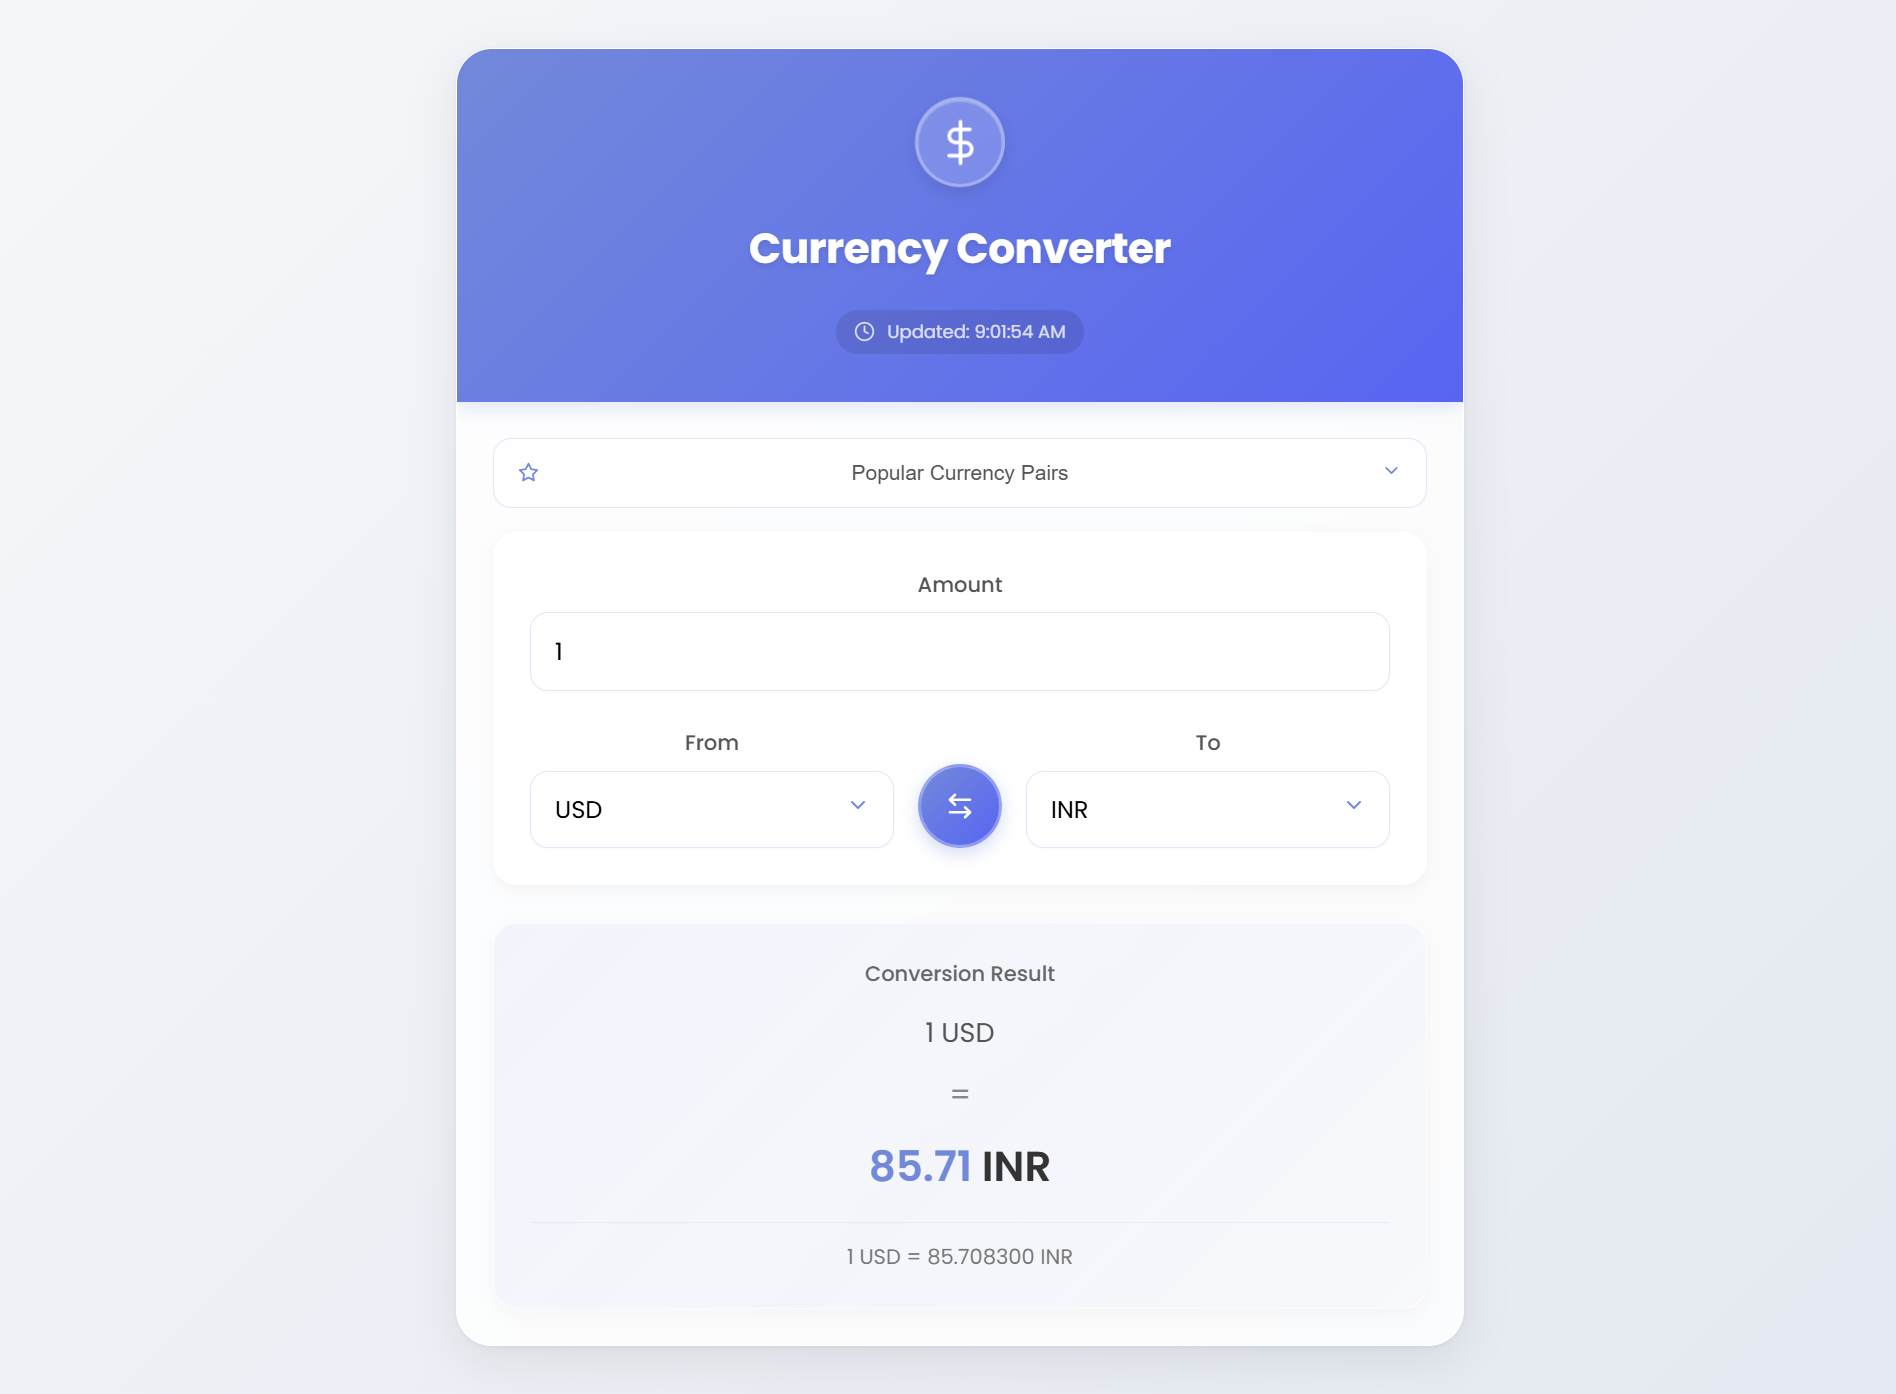 $
Currency Converter
Updated: 9:01:54 AM
Popular Currency Pairs
Amount
1
From
To
USD
INR
Conversion Result
1 USD
=
85.71 INR
1 USD = 85.708300 INR